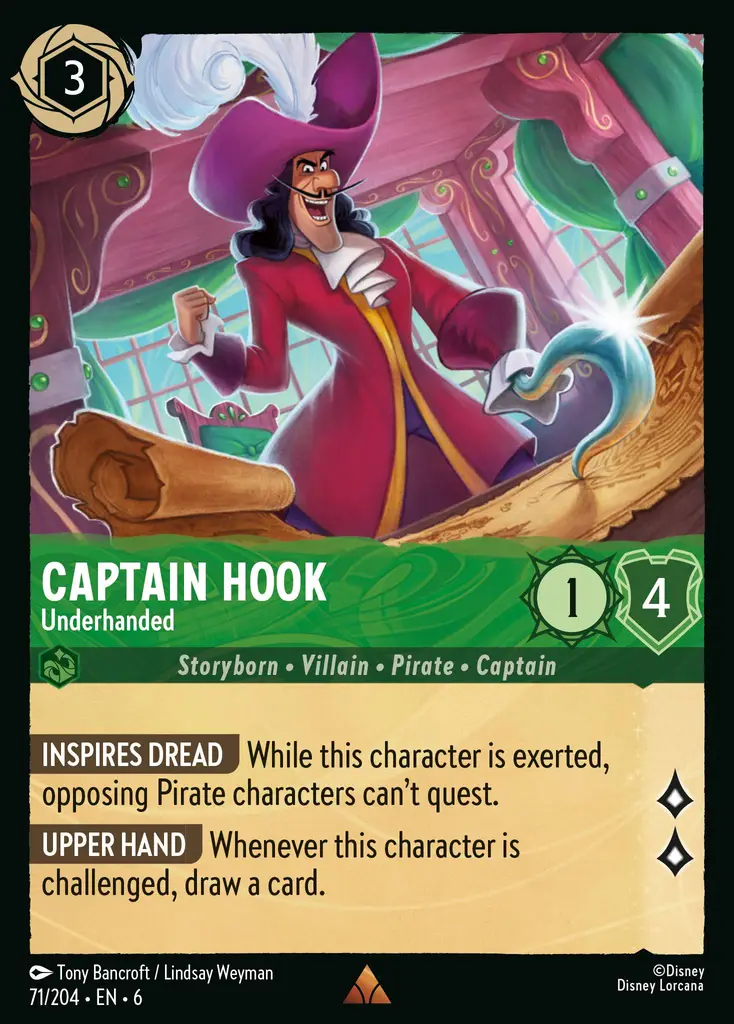 3
CAPTAIN HOOK
Underhanded
1
4
Storyborn • Villain • Pirate • Captain
INSPIRES DREAD While this character is exerted,
opposing Pirate characters can't quest.
UPPER HAND Whenever this character is
challenged, draw a card.
Tony Bancroft / Lindsay Weyman
71/204 • EN • 6
©Disney
Disney Lorcana